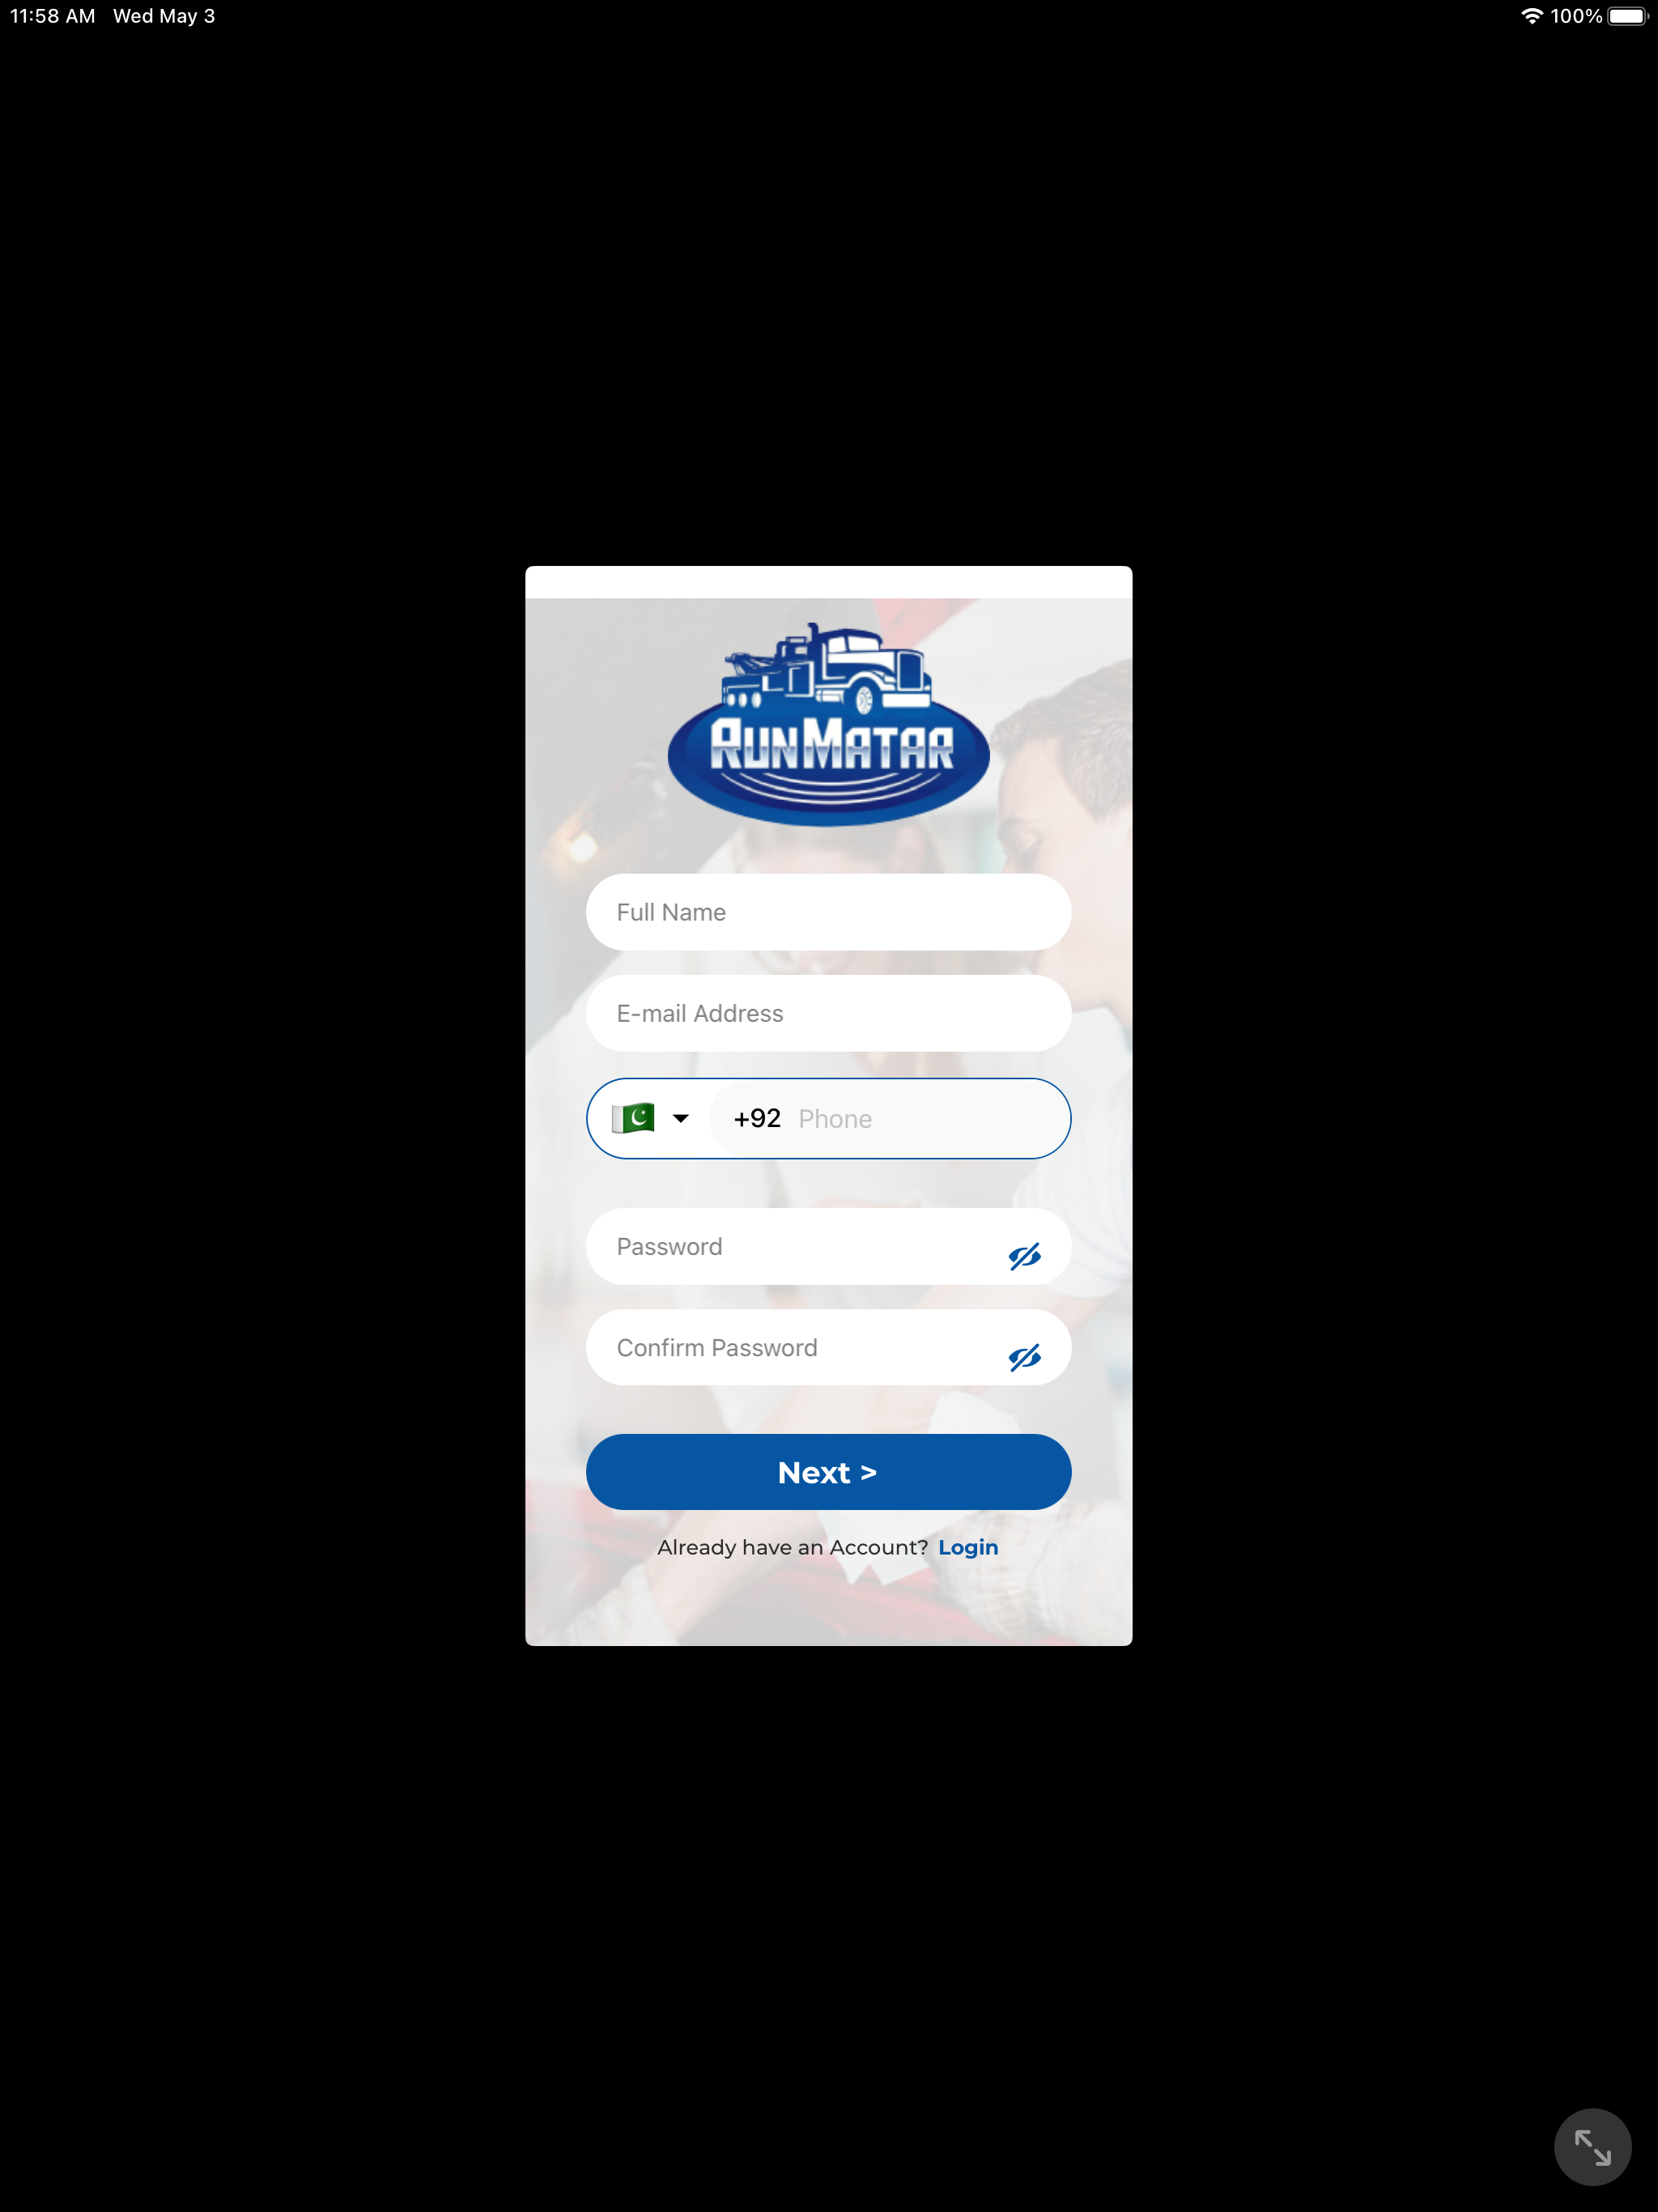 11:58 AM Wed May 3 100%
RUNMATAR
Full Name
E-mail Address
+92 Phone
Password
Confirm Password
Next >
Already have an Account? Login